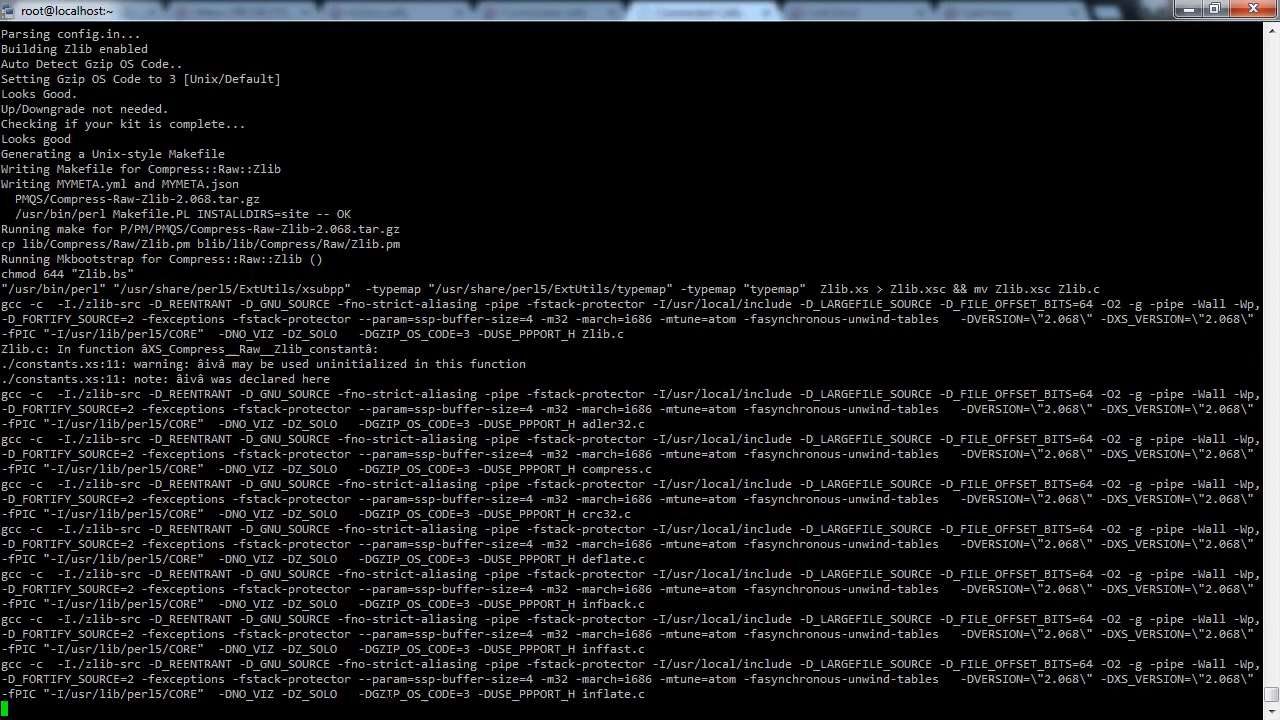 root@localhost:~
Parsing config.in...
Building Zlib enabled
Auto Detect Gzip OS Code..
Setting Gzip OS Code to 3 [Unix/Default]
Looks Good.
Up/Downgrade not needed.
Checking if your kit is complete...
Looks good
Generating a Unix-style Makefile
Writing Makefile for Compress::Raw::Zlib
Writing MYMETA.yml and MYMETA.json
  PMQS/Compress-Raw-Zlib-2.068.tar.gz
  /usr/bin/perl Makefile.PL INSTALLDIRS=site -- OK
Running make for P/PM/PMQS/Compress-Raw-Zlib-2.068.tar.gz
cp lib/Compress/Raw/Zlib.pm blib/lib/Compress/Raw/Zlib.pm
Running Mkbootstrap for Compress::Raw::Zlib ()
chmod 644 "Zlib.bs"
"/usr/bin/perl" "/usr/share/perl5/ExtUtils/xsubpp"  -typemap "/usr/share/perl5/ExtUtils/typemap" -typemap "typemap"  Zlib.xs > Zlib.xsc && mv Zlib.xsc Zlib.c
gcc -c  -I./zlib-src -D_REENTRANT -D_GNU_SOURCE -fno-strict-aliasing -pipe -fstack-protector -I/usr/local/include -D_LARGEFILE_SOURCE -D_FILE_OFFSET_BITS=64 -O2 -g -pipe -Wall -Wp,
-D_FORTIFY_SOURCE=2 -fexceptions -fstack-protector --param=ssp-buffer-size=4 -m32 -march=i686 -mtune=atom -fasynchronous-unwind-tables   -DVERSION=\"2.068\" -DXS_VERSION=\"2.068\"
-fPIC "-I/usr/lib/perl5/CORE"  -DNO_VIZ -DZ_SOLO   -DGZIP_OS_CODE=3 -DUSE_PPPORT_H Zlib.c
Zlib.c: In function âXS_Compress__Raw__Zlib_constantâ:
./constants.xs:11: warning: âivâ may be used uninitialized in this function
./constants.xs:11: note: âivâ was declared here
gcc -c  -I./zlib-src -D_REENTRANT -D_GNU_SOURCE -fno-strict-aliasing -pipe -fstack-protector -I/usr/local/include -D_LARGEFILE_SOURCE -D_FILE_OFFSET_BITS=64 -O2 -g -pipe -Wall -Wp,
-D_FORTIFY_SOURCE=2 -fexceptions -fstack-protector --param=ssp-buffer-size=4 -m32 -march=i686 -mtune=atom -fasynchronous-unwind-tables   -DVERSION=\"2.068\" -DXS_VERSION=\"2.068\"
-fPIC "-I/usr/lib/perl5/CORE"  -DNO_VIZ -DZ_SOLO   -DGZIP_OS_CODE=3 -DUSE_PPPORT_H adler32.c
gcc -c  -I./zlib-src -D_REENTRANT -D_GNU_SOURCE -fno-strict-aliasing -pipe -fstack-protector -I/usr/local/include -D_LARGEFILE_SOURCE -D_FILE_OFFSET_BITS=64 -O2 -g -pipe -Wall -Wp,
-D_FORTIFY_SOURCE=2 -fexceptions -fstack-protector --param=ssp-buffer-size=4 -m32 -march=i686 -mtune=atom -fasynchronous-unwind-tables   -DVERSION=\"2.068\" -DXS_VERSION=\"2.068\"
-fPIC "-I/usr/lib/perl5/CORE"  -DNO_VIZ -DZ_SOLO   -DGZIP_OS_CODE=3 -DUSE_PPPORT_H compress.c
gcc -c  -I./zlib-src -D_REENTRANT -D_GNU_SOURCE -fno-strict-aliasing -pipe -fstack-protector -I/usr/local/include -D_LARGEFILE_SOURCE -D_FILE_OFFSET_BITS=64 -O2 -g -pipe -Wall -Wp,
-D_FORTIFY_SOURCE=2 -fexceptions -fstack-protector --param=ssp-buffer-size=4 -m32 -march=i686 -mtune=atom -fasynchronous-unwind-tables   -DVERSION=\"2.068\" -DXS_VERSION=\"2.068\"
-fPIC "-I/usr/lib/perl5/CORE"  -DNO_VIZ -DZ_SOLO   -DGZIP_OS_CODE=3 -DUSE_PPPORT_H crc32.c
gcc -c  -I./zlib-src -D_REENTRANT -D_GNU_SOURCE -fno-strict-aliasing -pipe -fstack-protector -I/usr/local/include -D_LARGEFILE_SOURCE -D_FILE_OFFSET_BITS=64 -O2 -g -pipe -Wall -Wp,
-D_FORTIFY_SOURCE=2 -fexceptions -fstack-protector --param=ssp-buffer-size=4 -m32 -march=i686 -mtune=atom -fasynchronous-unwind-tables   -DVERSION=\"2.068\" -DXS_VERSION=\"2.068\"
-fPIC "-I/usr/lib/perl5/CORE"  -DNO_VIZ -DZ_SOLO   -DGZIP_OS_CODE=3 -DUSE_PPPORT_H deflate.c
gcc -c  -I./zlib-src -D_REENTRANT -D_GNU_SOURCE -fno-strict-aliasing -pipe -fstack-protector -I/usr/local/include -D_LARGEFILE_SOURCE -D_FILE_OFFSET_BITS=64 -O2 -g -pipe -Wall -Wp,
-D_FORTIFY_SOURCE=2 -fexceptions -fstack-protector --param=ssp-buffer-size=4 -m32 -march=i686 -mtune=atom -fasynchronous-unwind-tables   -DVERSION=\"2.068\" -DXS_VERSION=\"2.068\"
-fPIC "-I/usr/lib/perl5/CORE"  -DNO_VIZ -DZ_SOLO   -DGZIP_OS_CODE=3 -DUSE_PPPORT_H infback.c
gcc -c  -I./zlib-src -D_REENTRANT -D_GNU_SOURCE -fno-strict-aliasing -pipe -fstack-protector -I/usr/local/include -D_LARGEFILE_SOURCE -D_FILE_OFFSET_BITS=64 -O2 -g -pipe -Wall -Wp,
-D_FORTIFY_SOURCE=2 -fexceptions -fstack-protector --param=ssp-buffer-size=4 -m32 -march=i686 -mtune=atom -fasynchronous-unwind-tables   -DVERSION=\"2.068\" -DXS_VERSION=\"2.068\"
-fPIC "-I/usr/lib/perl5/CORE"  -DNO_VIZ -DZ_SOLO   -DGZIP_OS_CODE=3 -DUSE_PPPORT_H inffast.c
gcc -c  -I./zlib-src -D_REENTRANT -D_GNU_SOURCE -fno-strict-aliasing -pipe -fstack-protector -I/usr/local/include -D_LARGEFILE_SOURCE -D_FILE_OFFSET_BITS=64 -O2 -g -pipe -Wall -Wp,
-D_FORTIFY_SOURCE=2 -fexceptions -fstack-protector --param=ssp-buffer-size=4 -m32 -march=i686 -mtune=atom -fasynchronous-unwind-tables   -DVERSION=\"2.068\" -DXS_VERSION=\"2.068\"
-fPIC "-I/usr/lib/perl5/CORE"  -DNO_VIZ -DZ_SOLO   -DGZIP_OS_CODE=3 -DUSE_PPPORT_H inflate.c